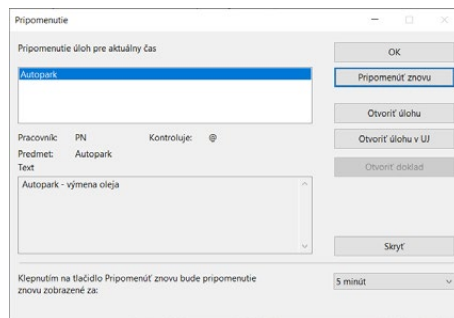 Pripomenutie
Pripomenutie úloh pre aktuálny čas
OK
Autopark
Pripomenúť znovu
Otvoriť úlohu
Pracovník: PN Kontroluje: @
Otvoriť úlohu v UJ
Predmet: Autopark
Text
Otvoriť doklad
Autopark - výmena oleja
Skryť
Klepnutím na tlačidlo Pripomenúť znovu bude pripomenutie
znovu zobrazené za:
5 minút